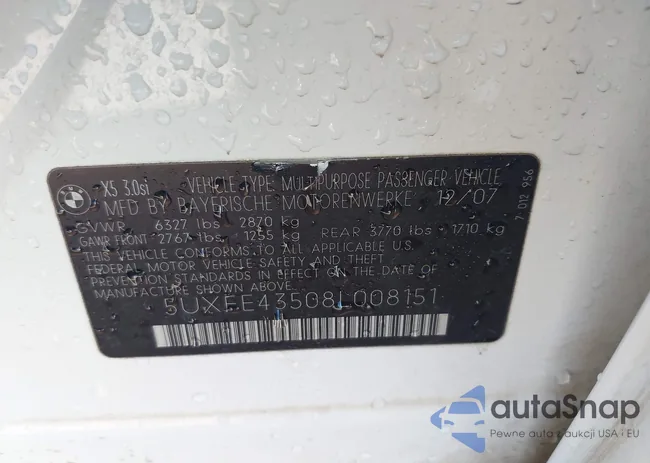 BMW
X5 3.0si
VEHICLE TYPE: MULTIPURPOSE PASSENGER VEHICLE
MFD BY BAYERISCHE MOTORENWERKE 12/07
GVWR 6327 lbs 2870 kg
GAWR FRONT 2767 lbs 1255 kg REAR 3770 lbs 1710 kg
THIS VEHICLE CONFORMS TO ALL APPLICABLE U.S.
FEDERAL MOTOR VEHICLE SAFETY AND THEFT
PREVENTION STANDARDS IN EFFECT ON THE DATE OF
MANUFACTURE SHOWN ABOVE.
5UXFE43508L008151
7 012 956
autoSnap
Pewne auta z aukcji USA i EU